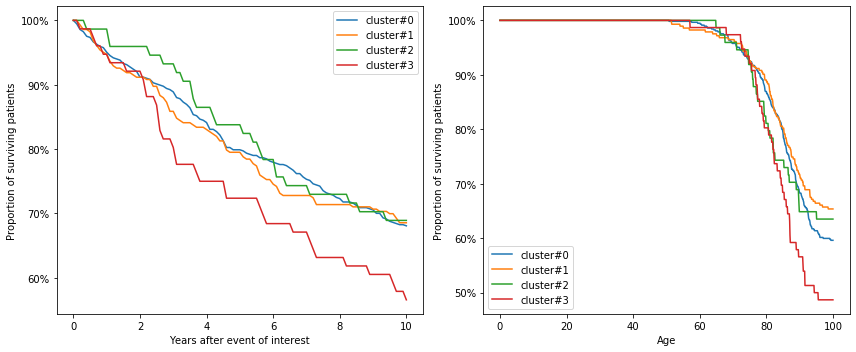 100%
90%
80%
70%
60%
Proportion of surviving patients
0
2
4
6
8
10
Years after event of interest
cluster#0
cluster#1
cluster#2
cluster#3
100%
90%
80%
70%
60%
50%
Proportion of surviving patients
0
20
40
60
80
100
Age
cluster#0
cluster#1
cluster#2
cluster#3